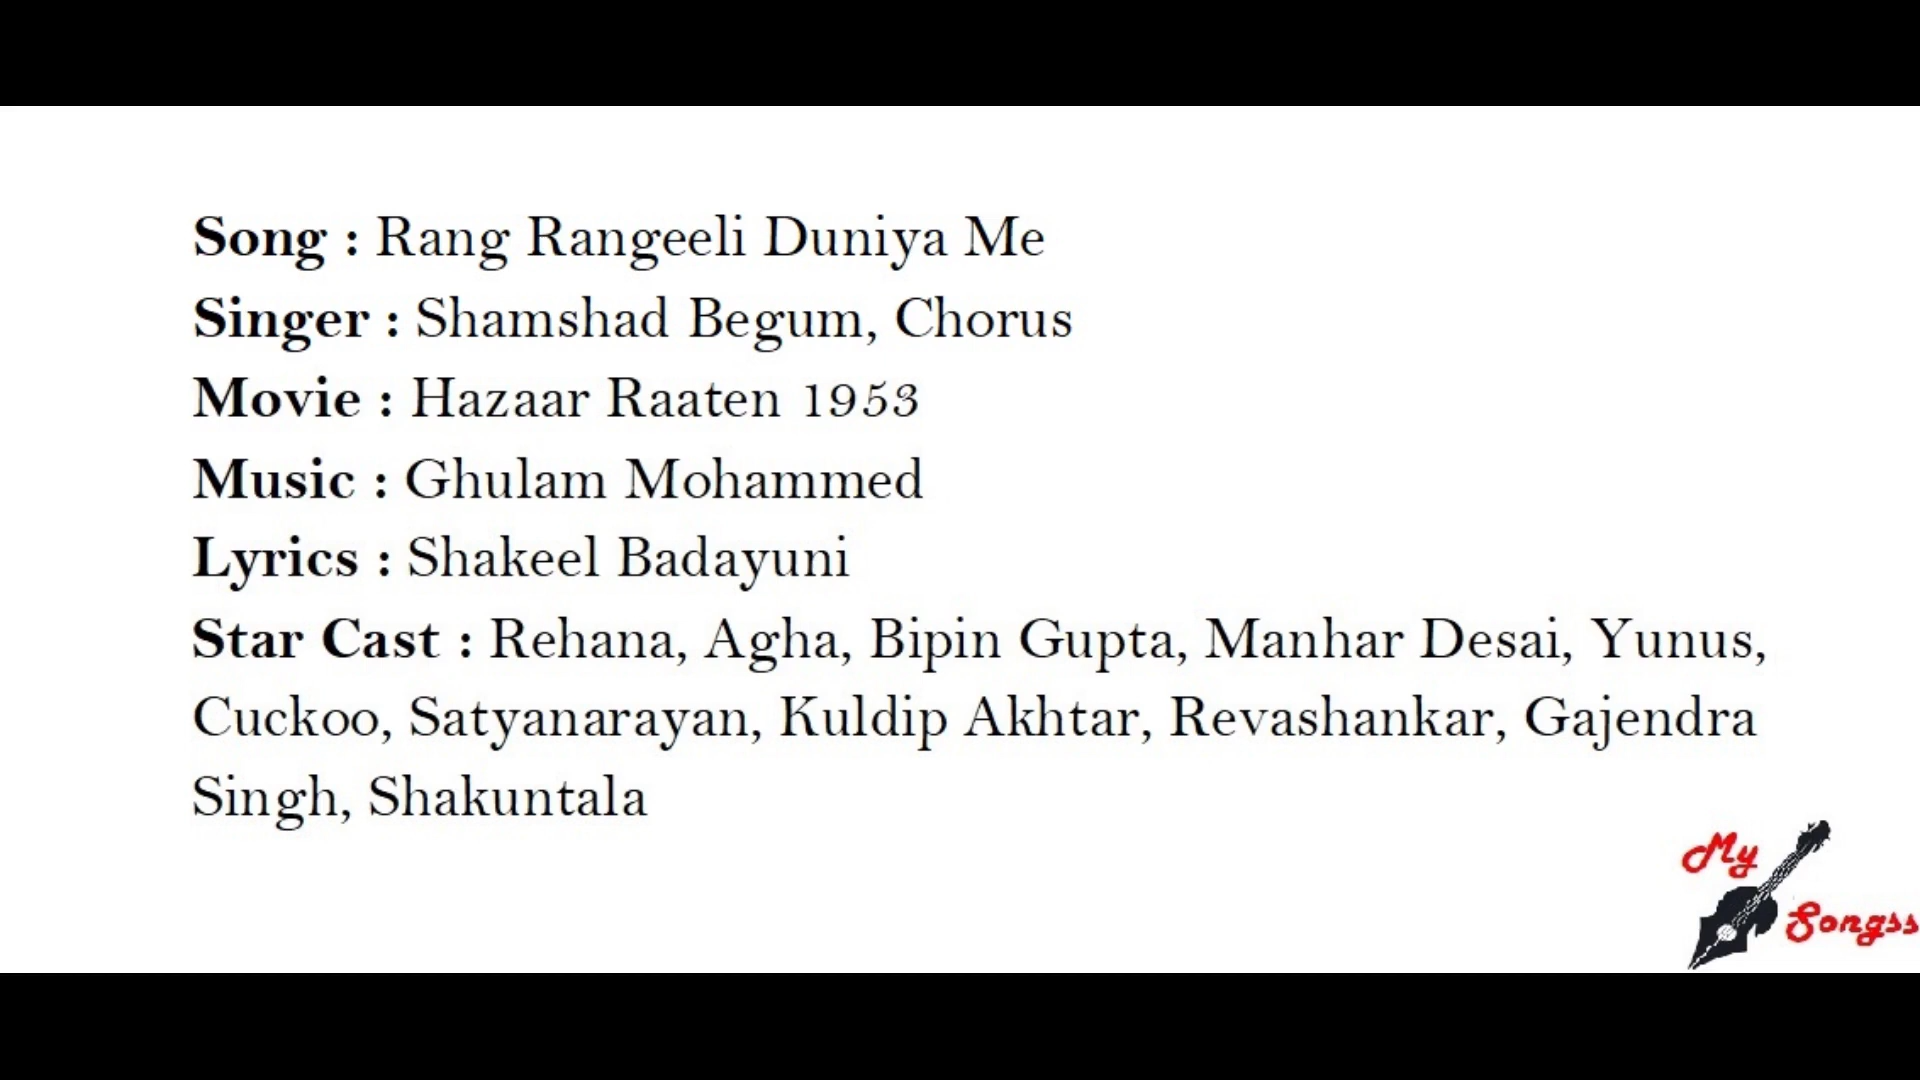 Song : Rang Rangeeli Duniya Me
Singer : Shamshad Begum, Chorus
Movie : Hazaar Raaten 1953
Music : Ghulam Mohammed
Lyrics : Shakeel Badayuni
Star Cast : Rehana, Agha, Bipin Gupta, Manhar Desai, Yunus,
Cuckoo, Satyanarayan, Kuldip Akhtar, Revashankar, Gajendra
Singh, Shakuntala
My
Songss